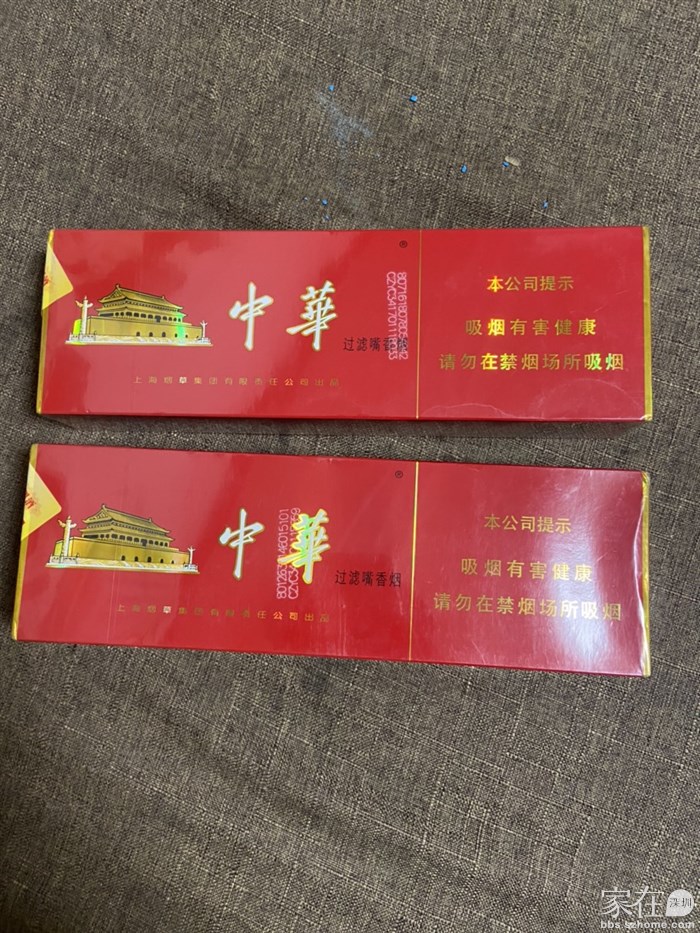 ®
中華
过滤嘴香烟
上海烟草集团有限责任公司出品
本公司提示
吸烟有害健康
请勿在禁烟场所吸烟
®
中華
过滤嘴香烟
上海烟草集团有限责任公司出品
本公司提示
吸烟有害健康
请勿在禁烟场所吸烟
家在深圳
bbs.szhome.com